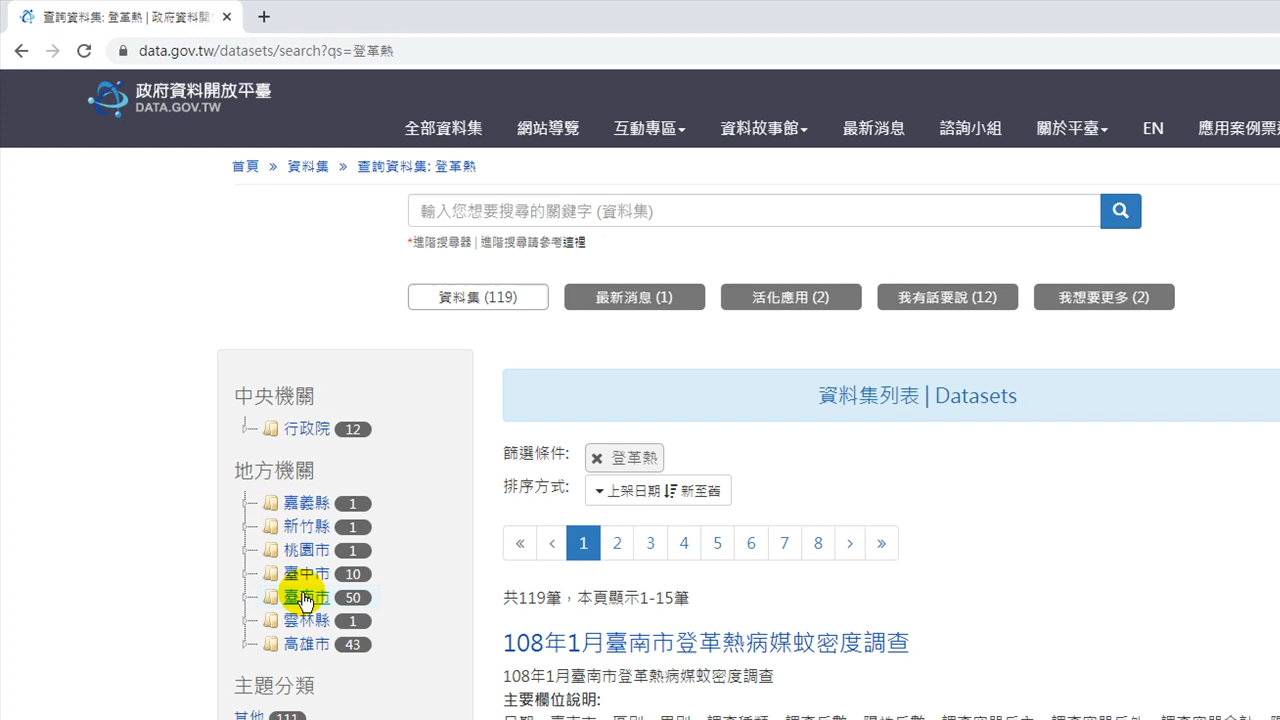 查詢資料集: 登革熱 | 政府資料開
data.gov.tw/datasets/search?qs=登革熱
政府資料開放平臺
DATA.GOV.TW
全部資料集 網站導覽 互動專區 資料故事館 最新消息 諮詢小組 關於平臺 EN 應用案例票
首頁 » 資料集 » 查詢資料集: 登革熱
輸入您想要搜尋的關鍵字 (資料集)
*進階搜尋器 | 進階搜尋請參考這裡
資料集 (119) 最新消息 (1) 活化應用 (2) 我有話要說 (12) 我想要更多 (2)
中央機關
行政院 12
地方機關
嘉義縣 1
新竹縣 1
桃園市 1
臺中市 10
臺南市 50
雲林縣 1
高雄市 43
主題分類
其他 111
資料集列表 | Datasets
篩選條件: × 登革熱
排序方式: 上架日期 新至舊
« ‹ 1 2 3 4 5 6 7 8 › »
共119筆，本頁顯示1-15筆
108年1月臺南市登革熱病媒蚊密度調查
108年1月臺南市登革熱病媒蚊密度調查
主要欄位說明: